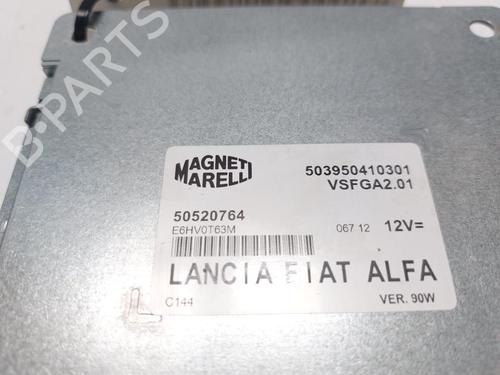 B-PARTS
MAGNETI MARELLI
503950410301
VSFGA2.01
50520764
E6HV0T63M
067 12 12V=
LANCIA FIAT ALFA
C144
VER. 90W
L